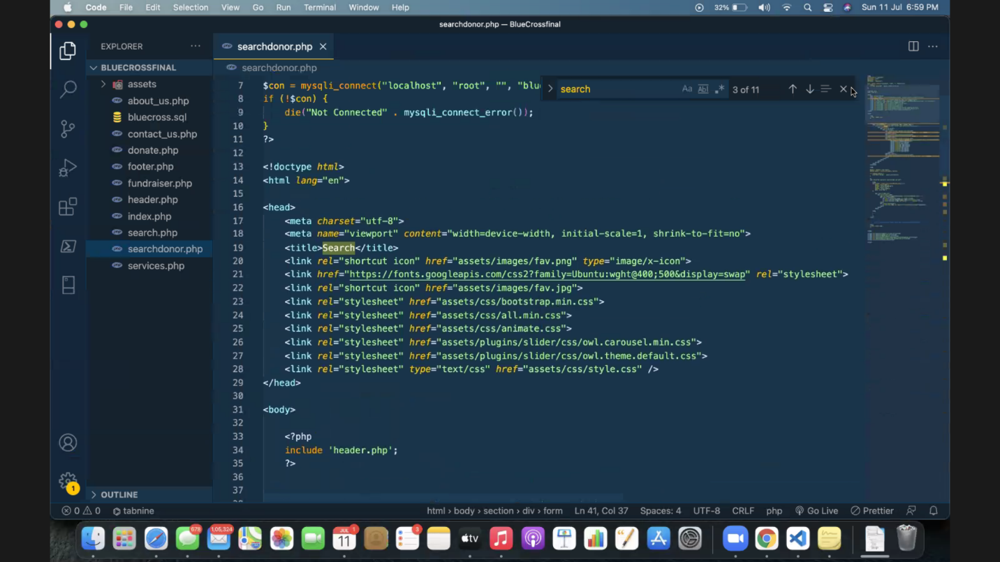 Code File Edit Selection View Go Run Terminal Window Help 32% Sun 11 Jul 6:59 PM
searchdonor.php — BlueCrossfinal
EXPLORER
searchdonor.php
BLUECROSSFINAL
assets
about_us.php
bluecross.sql
contact_us.php
donate.php
footer.php
fundraiser.php
header.php
index.php
search.php
searchdonor.php
services.php
OUTLINE
searchdonor.php
search Aa Abl .* 3 of 11
7 $con = mysqli_connect("localhost", "root", "", "blu
8 if (!$con) {
9 die("Not Connected" . mysqli_connect_error());
10 }
11 ?>
12
13 <!doctype html>
14 <html lang="en">
15
16 <head>
17 <meta charset="utf-8">
18 <meta name="viewport" content="width=device-width, initial-scale=1, shrink-to-fit=no">
19 <title>Search</title>
20 <link rel="shortcut icon" href="assets/images/fav.png" type="image/x-icon">
21 <link href="https://fonts.googleapis.com/css2?family=Ubuntu:wght@400;500&display=swap" rel="stylesheet">
22 <link rel="shortcut icon" href="assets/images/fav.jpg">
23 <link rel="stylesheet" href="assets/css/bootstrap.min.css">
24 <link rel="stylesheet" href="assets/css/all.min.css">
25 <link rel="stylesheet" href="assets/css/animate.css">
26 <link rel="stylesheet" href="assets/plugins/slider/css/owl.carousel.min.css">
27 <link rel="stylesheet" href="assets/plugins/slider/css/owl.theme.default.css">
28 <link rel="stylesheet" type="text/css" href="assets/css/style.css" />
29 </head>
30
31 <body>
32
33 <?php
34 include 'header.php';
35 ?>
36
37
1
0 0 tabnine html › body › section › div › form Ln 41, Col 37 Spaces: 4 UTF-8 CRLF php Go Live Prettier
678 1,05,324 JUL 11 1 3 tv